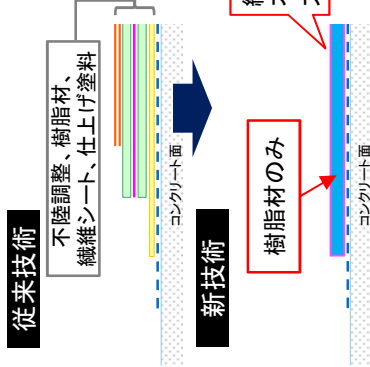 従来技術
不陸調整、樹脂材、
繊維シート、仕上げ塗料
コンクリート面
新技術
樹脂材のみ
コンクリート面